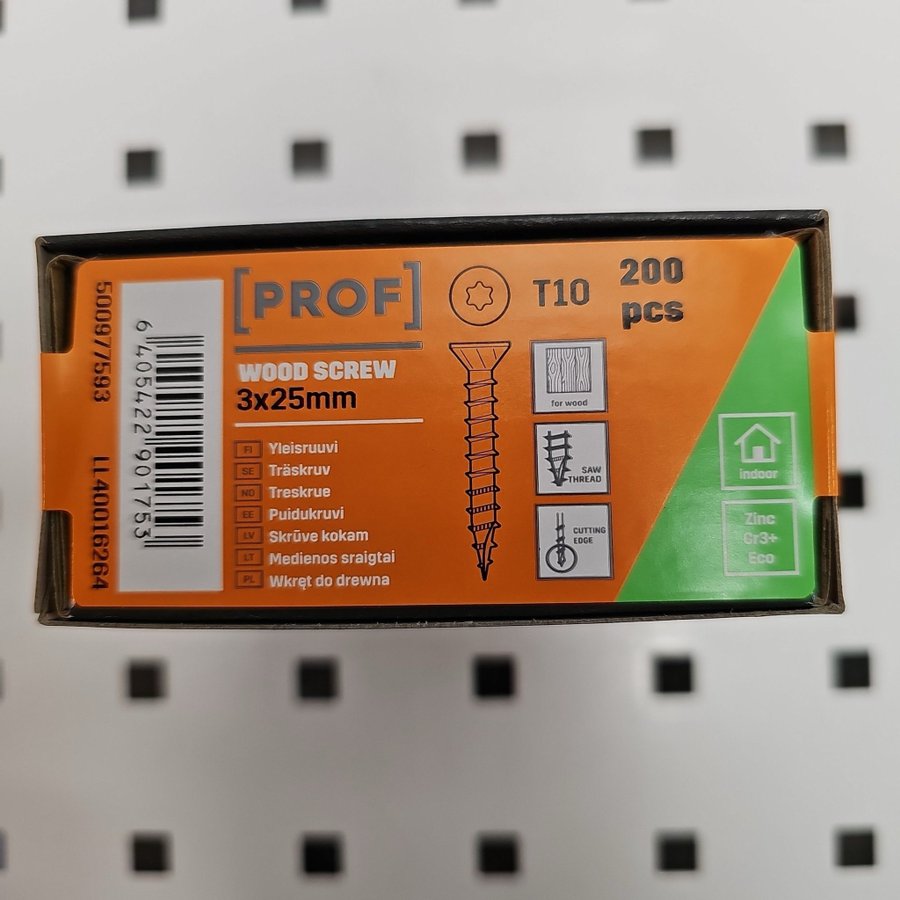 500977593
LL40016264
6 405422 901753
[PROF]
WOOD SCREW
3x25mm
FI Yleisruuvi
SE Träskruv
NO Treskrue
EE Puidukruvi
LV Skrūve kokam
LT Medienos sraigtai
PL Wkręt do drewna
T10
200
pcs
for wood
SAW
THREAD
CUTTING
EDGE
indoor
Zinc
Gr3+
Eco